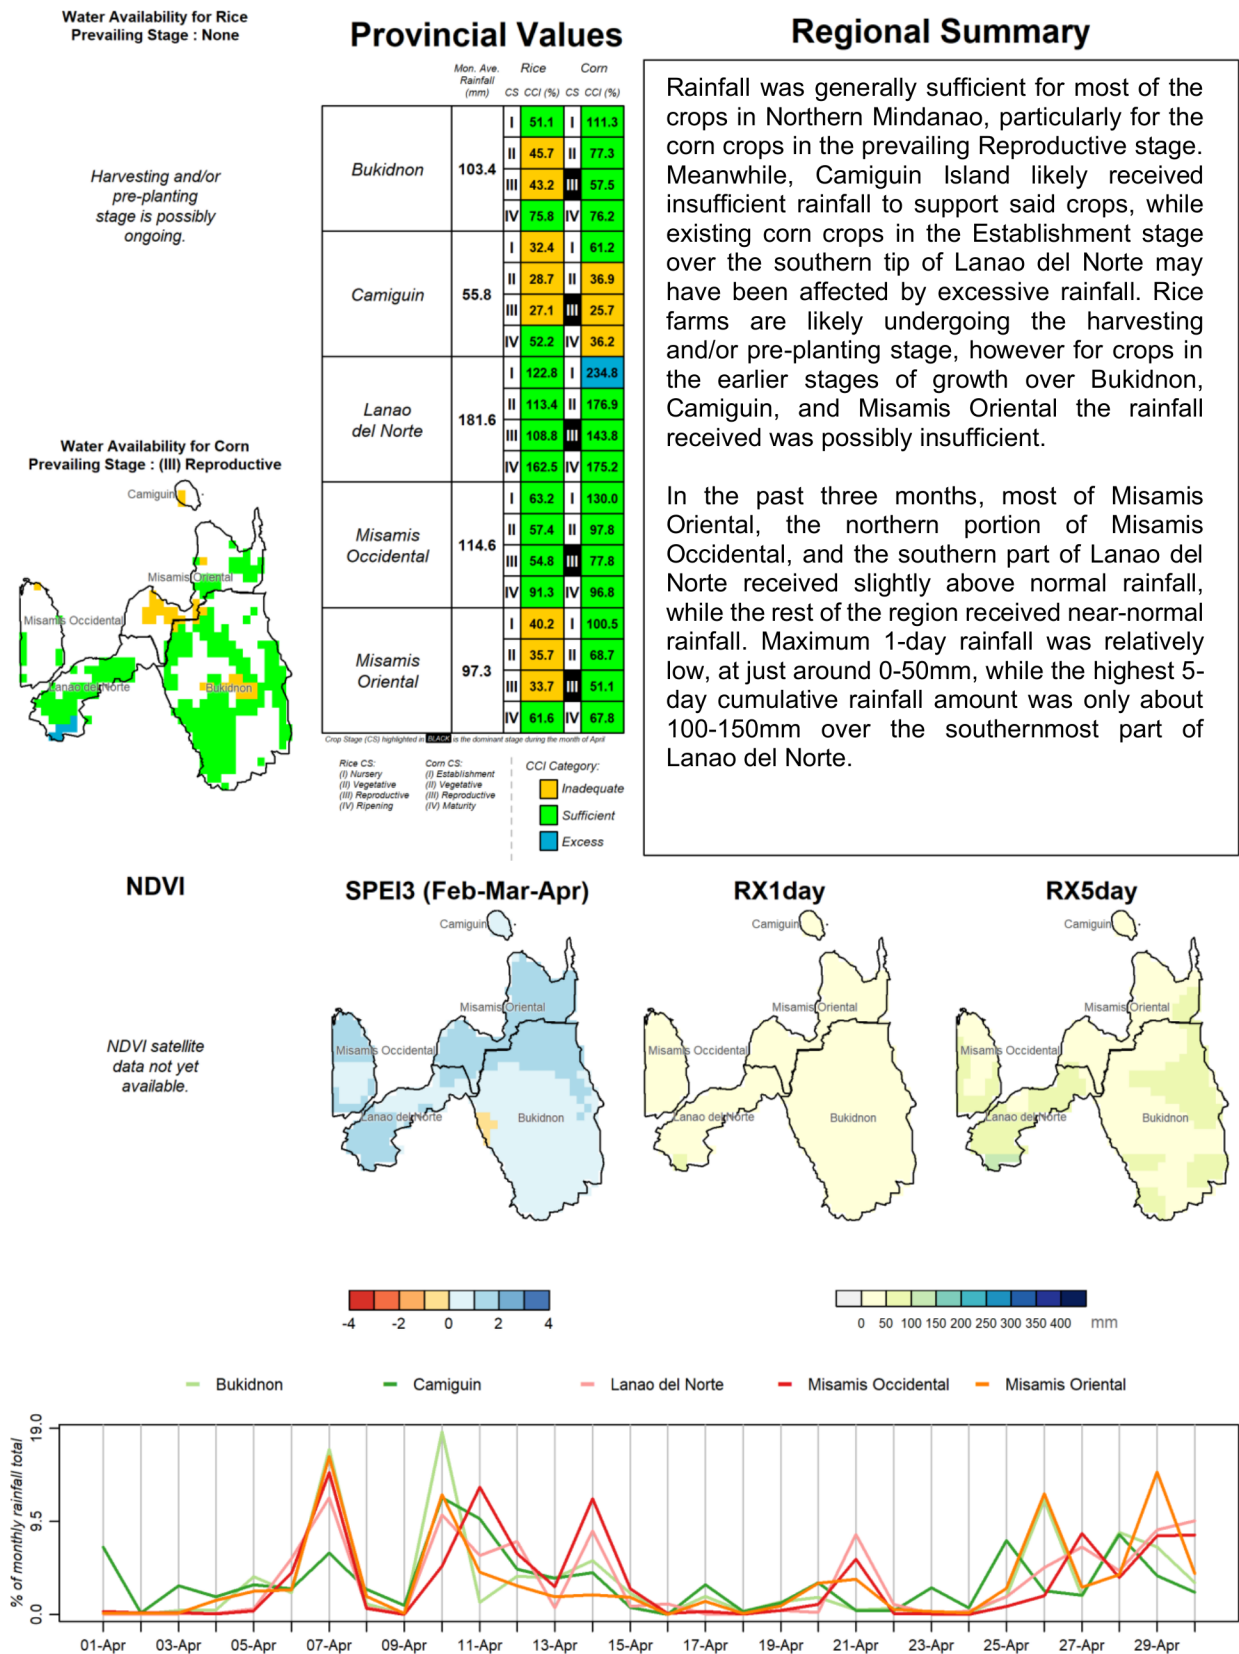 Water Availability for Rice
Prevailing Stage : None
Harvesting and/or
pre-planting
stage is possibly
ongoing.
Water Availability for Corn
Prevailing Stage : (III) Reproductive
Camiguin
Misamis Oriental
Misamis Occidental
Lanao del Norte
Bukidnon
Provincial Values
Mon. Ave. Rainfall (mm) Rice Corn
CS CCI (%) CS CCI (%)
Bukidnon 103.4
I 51.1 I 111.3
II 45.7 II 77.3
III 43.2 III 57.5
IV 75.8 IV 76.2
Camiguin 55.8
I 32.4 I 61.2
II 28.7 II 36.9
III 27.1 III 25.7
IV 52.2 IV 36.2
Lanao del Norte 181.6
I 122.8 I 234.8
II 113.4 II 176.9
III 108.8 III 143.8
IV 162.5 IV 175.2
Misamis Occidental 114.6
I 63.2 I 130.0
II 57.4 II 97.8
III 54.8 III 77.8
IV 91.3 IV 96.8
Misamis Oriental 97.3
I 40.2 I 100.5
II 35.7 II 68.7
III 33.7 III 51.1
IV 61.6 IV 67.8
Crop Stage (CS) highlighted in BLACK is the dominant stage during the month of April
Rice CS:
(I) Nursery
(II) Vegetative
(III) Reproductive
(IV) Ripening
Corn CS:
(I) Establishment
(II) Vegetative
(III) Reproductive
(IV) Maturity
CCI Category:
Inadequate
Sufficient
Excess
Regional Summary
Rainfall was generally sufficient for most of the
crops in Northern Mindanao, particularly for the
corn crops in the prevailing Reproductive stage.
Meanwhile, Camiguin Island likely received
insufficient rainfall to support said crops, while
existing corn crops in the Establishment stage
over the southern tip of Lanao del Norte may
have been affected by excessive rainfall. Rice
farms are likely undergoing the harvesting
and/or pre-planting stage, however for crops in
the earlier stages of growth over Bukidnon,
Camiguin, and Misamis Oriental the rainfall
received was possibly insufficient.
In the past three months, most of Misamis
Oriental, the northern portion of Misamis
Occidental, and the southern part of Lanao del
Norte received slightly above normal rainfall,
while the rest of the region received near-normal
rainfall. Maximum 1-day rainfall was relatively
low, at just around 0-50mm, while the highest 5-
day cumulative rainfall amount was only about
100-150mm over the southernmost part of
Lanao del Norte.
NDVI
NDVI satellite
data not yet
available.
SPEI3 (Feb-Mar-Apr)
Camiguin
Misamis Oriental
Misamis Occidental
Lanao del Norte
Bukidnon
-4 -2 0 2 4
RX1day
Camiguin
Misamis Oriental
Misamis Occidental
Lanao del Norte
Bukidnon
RX5day
Camiguin
Misamis Oriental
Misamis Occidental
Lanao del Norte
Bukidnon
0 50 100 150 200 250 300 350 400 mm
Bukidnon Camiguin Lanao del Norte Misamis Occidental Misamis Oriental
% of monthly rainfall total
19.0
9.5
0.0
01-Apr 03-Apr 05-Apr 07-Apr 09-Apr 11-Apr 13-Apr 15-Apr 17-Apr 19-Apr 21-Apr 23-Apr 25-Apr 27-Apr 29-Apr